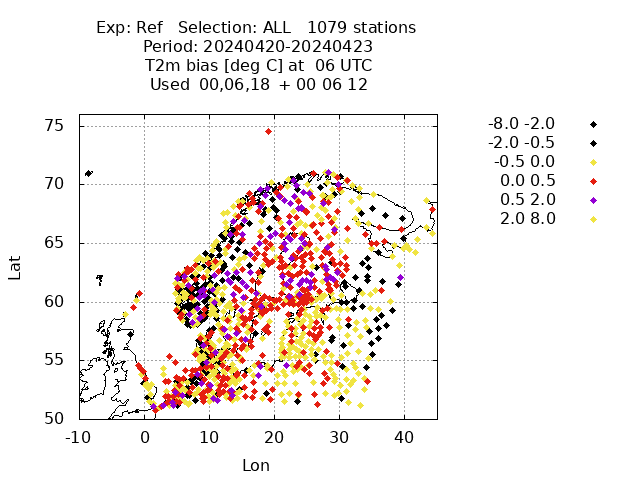 Exp: Ref   Selection: ALL   1079 stations
Period: 20240420-20240423
T2m bias [deg C] at  06 UTC
Used 00,06,18  + 00 06 12
-8.0 -2.0
-2.0 -0.5
-0.5 0.0
0.0 0.5
0.5 2.0
2.0 8.0
75
70
65
60
55
50
Lat
-10 0 10 20 30 40
Lon